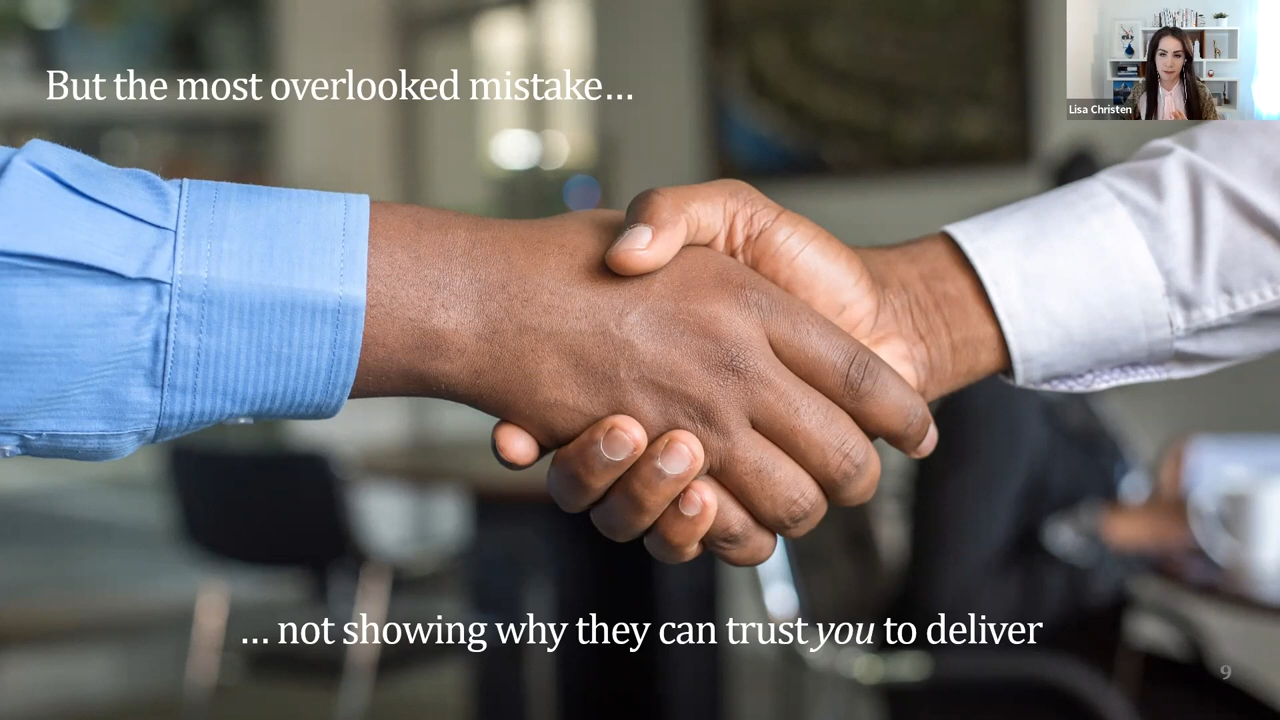 But the most overlooked mistake…
Lisa Christen
… not showing why they can trust you to deliver
9